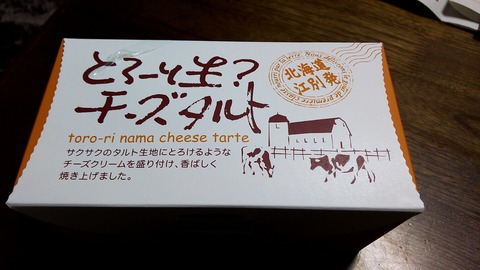 とろーり生?
チーズタルト
toro-ri nama cheese tarte
サクサクのタルト生地にとろけるような
チーズクリームを盛り付け、香ばしく
焼き上げました。
北海道
江別発